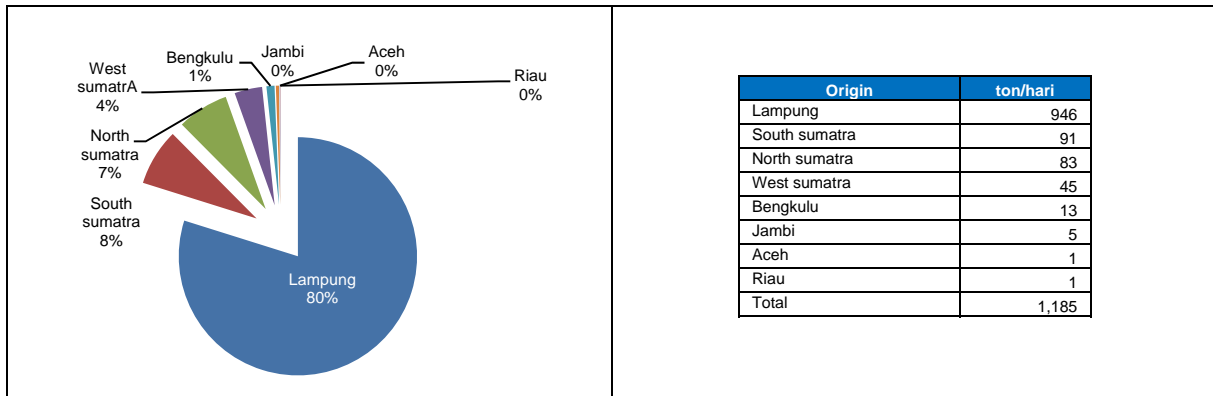 Bengkulu
1%
Jambi
0%
Aceh
0%
Riau
0%
West
sumatrA
4%
North
sumatra
7%
South
sumatra
8%
Lampung
80%
Origin ton/hari
Lampung 946
South sumatra 91
North sumatra 83
West sumatra 45
Bengkulu 13
Jambi 5
Aceh 1
Riau 1
Total 1,185